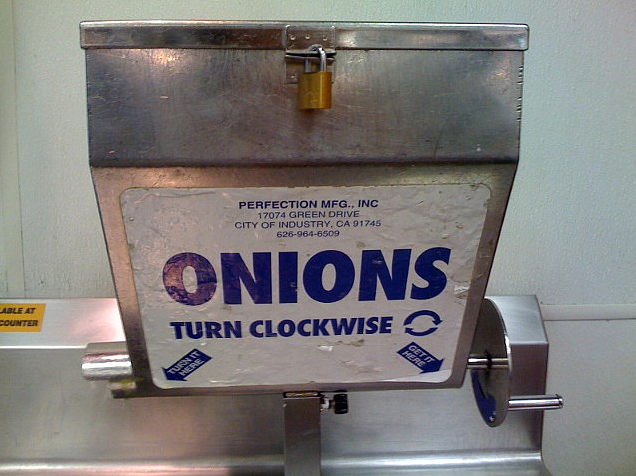 PERFECTION MFG., INC
17074 GREEN DRIVE
CITY OF INDUSTRY, CA 91745
626-964-6509
ONIONS
TURN CLOCKWISE
TURN IT
HERE
GET IT
HERE
LABLE AT
COUNTER